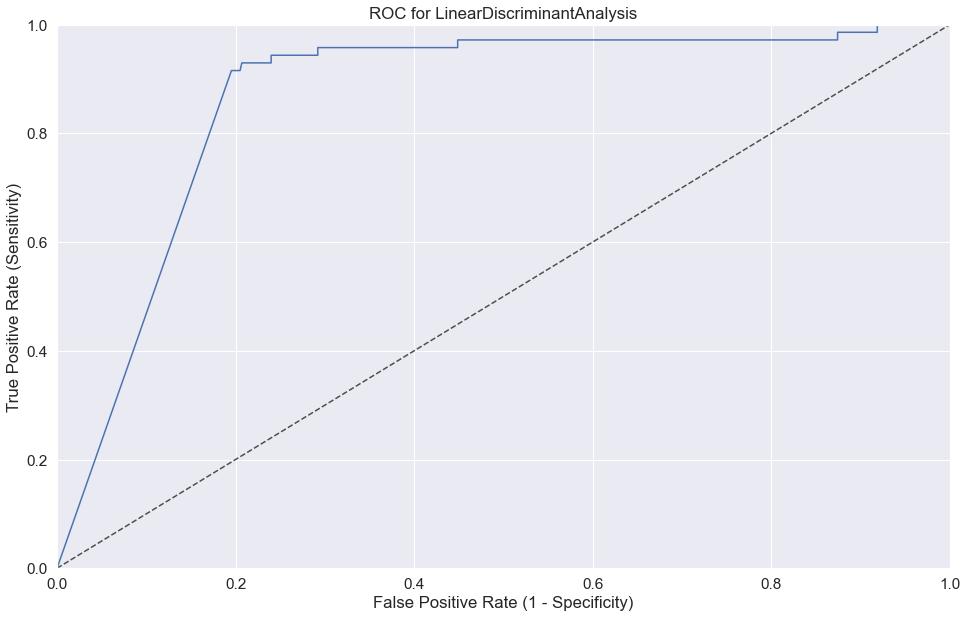 ROC for LinearDiscriminantAnalysis
1.0
0.8
0.6
0.4
0.2
0.0
True Positive Rate (Sensitivity)
0.0 0.2 0.4 0.6 0.8 1.0
False Positive Rate (1 - Specificity)